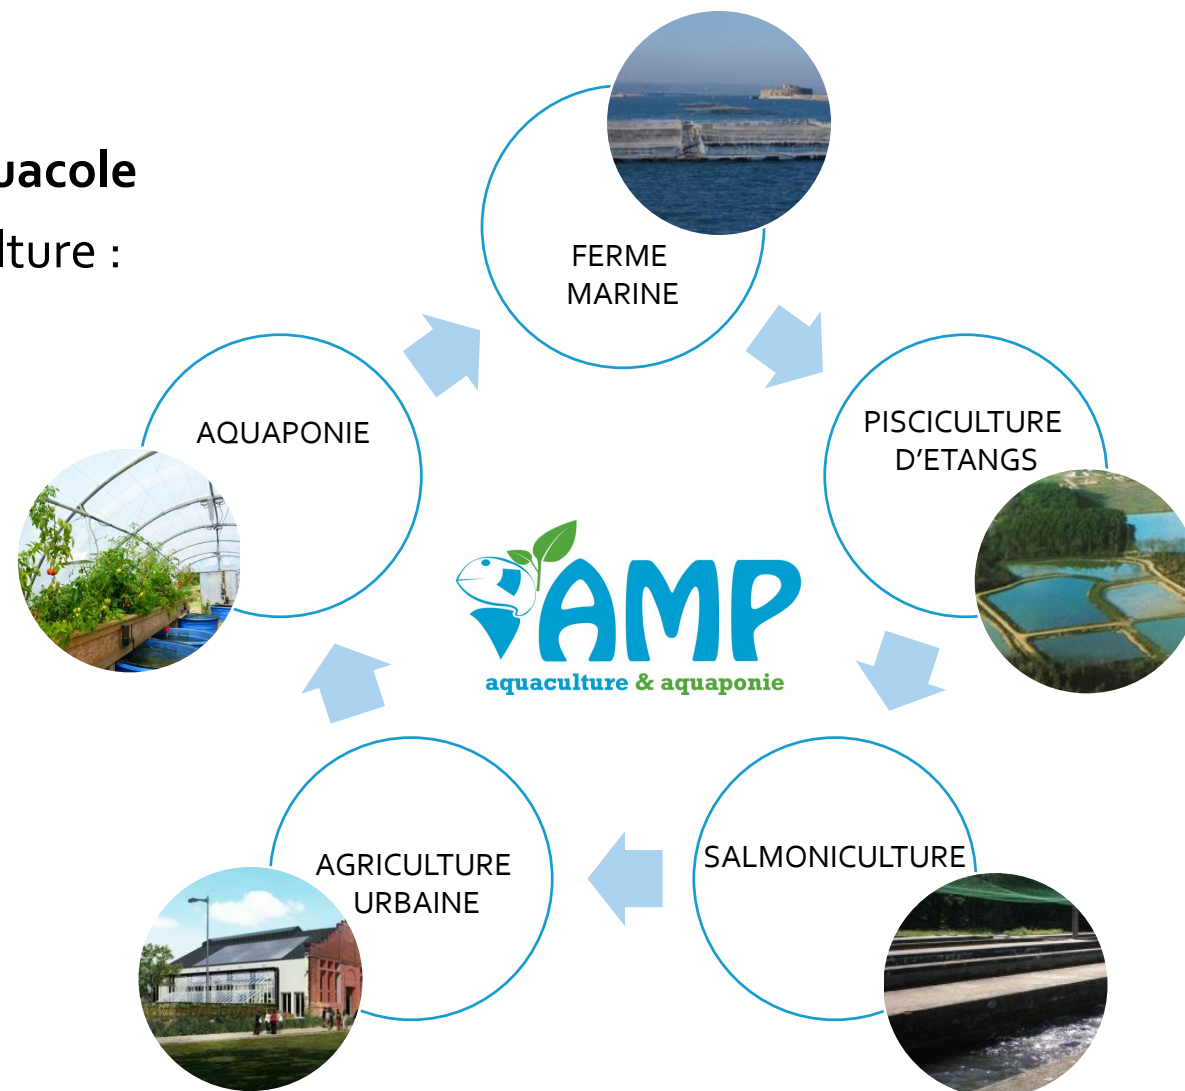 uacole
lture :
FERME
MARINE
AQUAPONIE
PISCICULTURE
D'ETANGS
AMP
aquaculture & aquaponie
AGRICULTURE
URBAINE
SALMONICULTURE